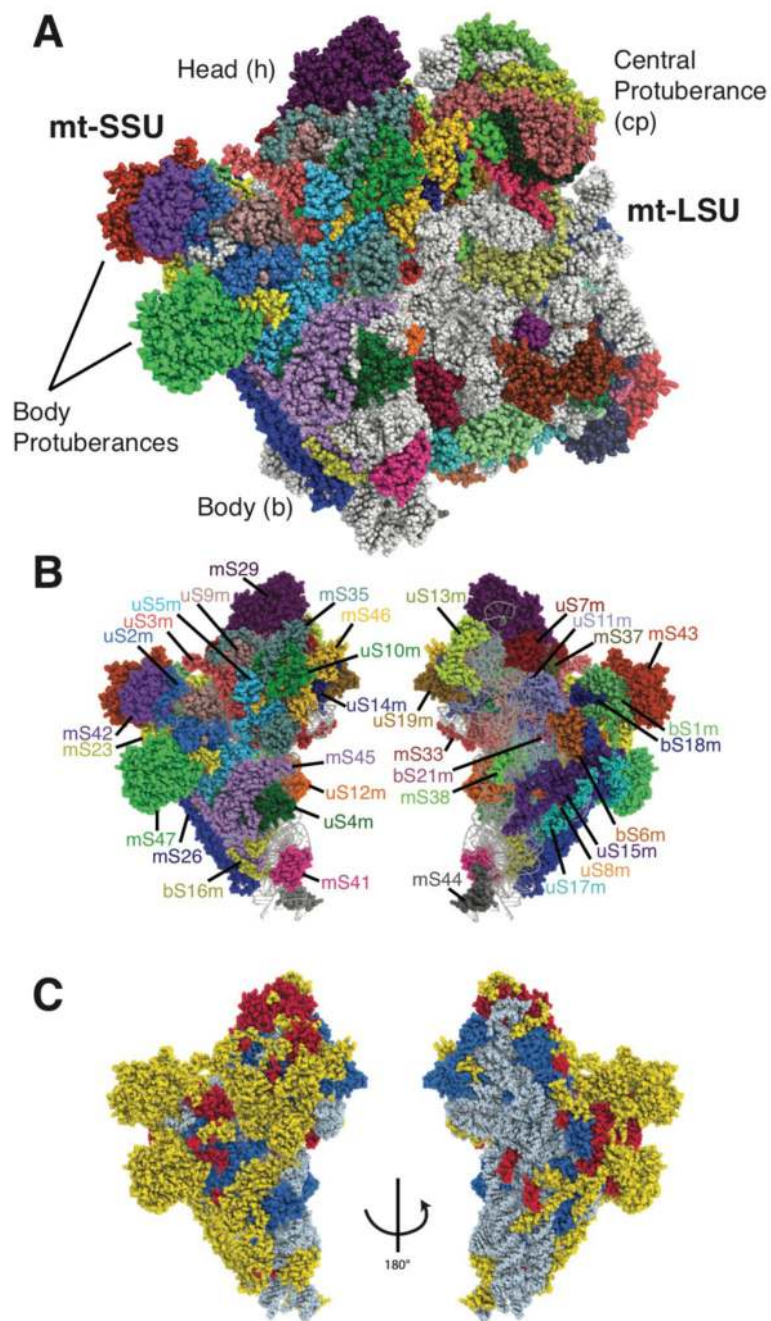 A
Head (h)
Central
Protuberance
(cp)
mt-SSU
mt-LSU
Body
Protuberances
Body (b)
B
mS29
uS9m
mS35
uS5m
uS3m
mS46
uS2m
uS10m
uS14m
mS42
mS23
mS45
uS12m
mS47
uS4m
mS26
bS16m
mS41
uS13m
uS7m
uS11m
mS37
mS43
uS19m
bS1m
mS33
bS18m
bS21m
mS38
bS6m
uS15m
mS44
uS8m
uS17m
C
180°